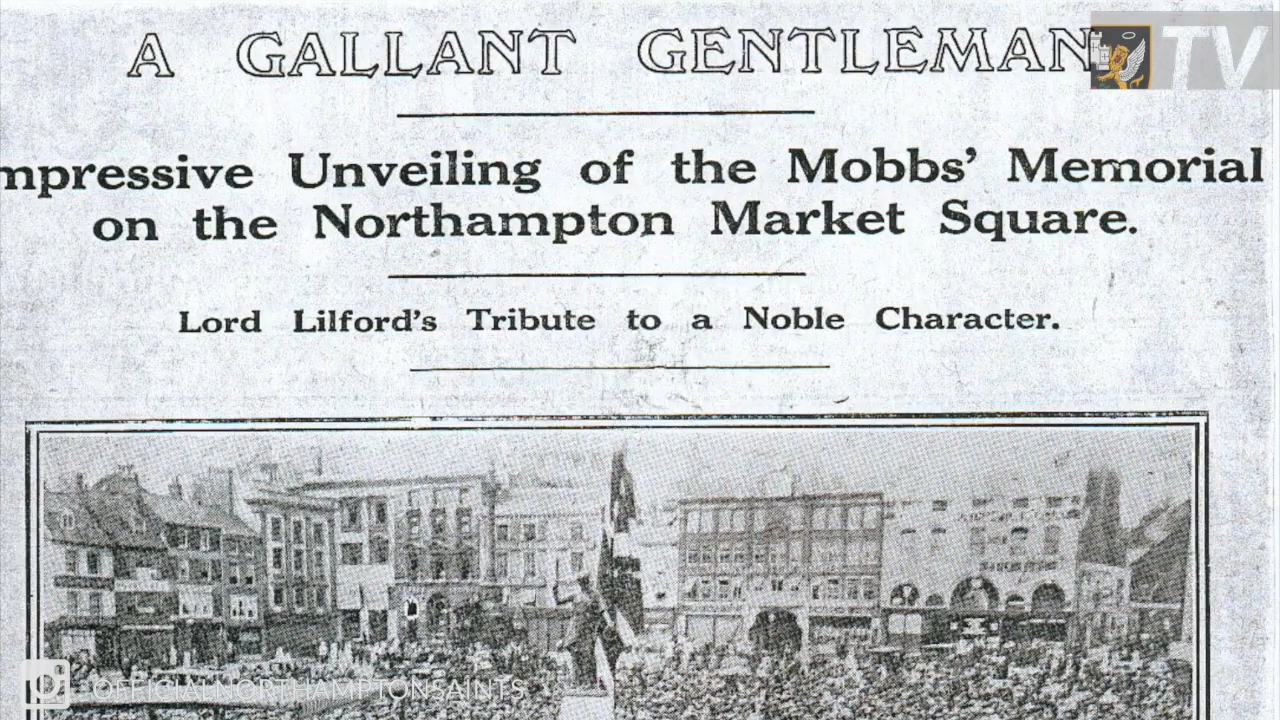 A GALLANT GENTLEMAN
TV
mpressive Unveiling of the Mobbs' Memorial
on the Northampton Market Square.
Lord Lilford's Tribute to a Noble Character.
OFFICIALNORTHAMPTONSAINTS